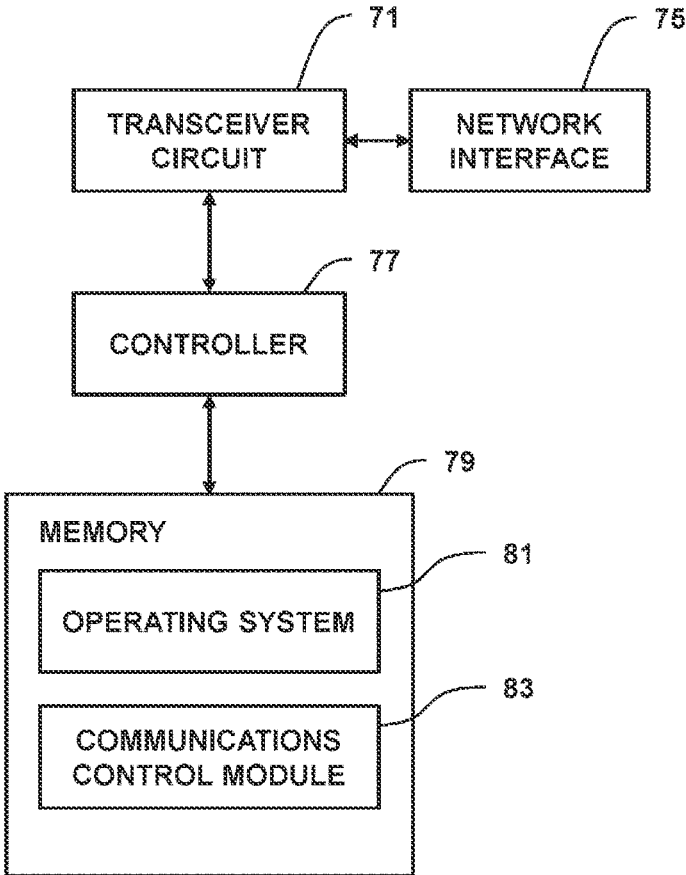 71
75
TRANSCEIVER
CIRCUIT
NETWORK
INTERFACE
77
CONTROLLER
79
MEMORY
81
OPERATING SYSTEM
83
COMMUNICATIONS
CONTROL MODULE